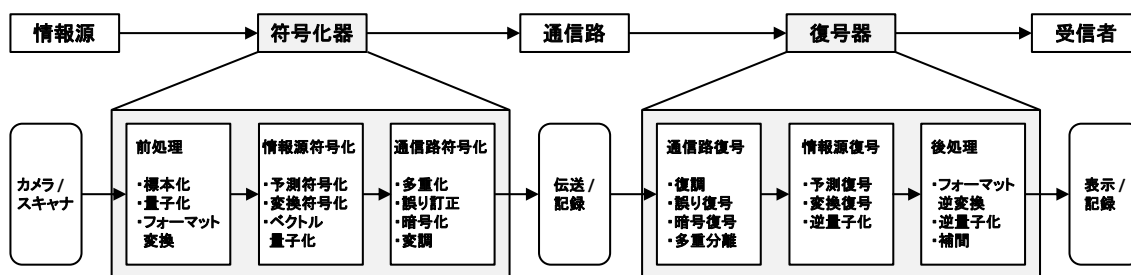 情報源
符号化器
通信路
復号器
受信者
カメラ /
スキャナ
前処理
・標本化
・量子化
・フォーマット
変換
情報源符号化
・予測符号化
・変換符号化
・ベクトル
量子化
通信路符号化
・多重化
・誤り訂正
・暗号化
・変調
伝送 /
記録
通信路復号
・復調
・誤り復号
・暗号復号
・多重分離
情報源復号
・予測復号
・変換復号
・逆量子化
後処理
・フォーマット
逆変換
・逆量子化
・補間
表示 /
記録